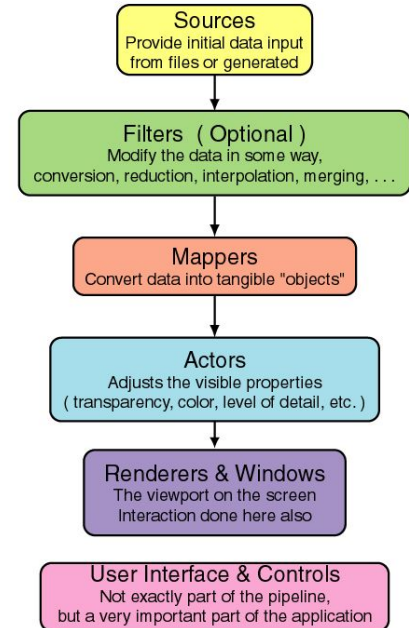 Sources
Provide initial data input
from files or generated
Filters ( Optional )
Modify the data in some way,
conversion, reduction, interpolation, merging, . . .
Mappers
Convert data into tangible "objects"
Actors
Adjusts the visible properties
( transparency, color, level of detail, etc. )
Renderers & Windows
The viewport on the screen
Interaction done here also
User Interface & Controls
Not exactly part of the pipeline,
but a very important part of the application